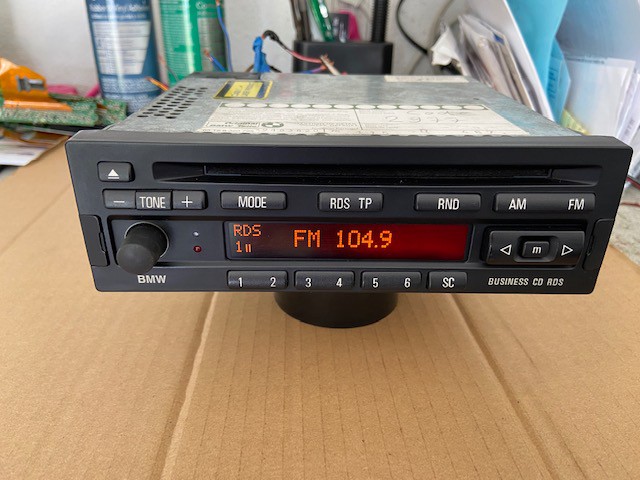 − TONE + MODE RDS TP RND AM FM
RDS
1 FM 104.9
m
BMW
1 2 3 4 5 6 SC
BUSINESS CD RDS